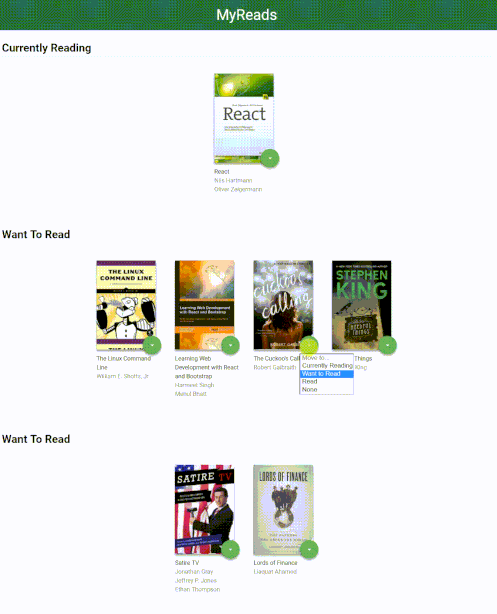 MyReads
Currently Reading
React
React
Nils Hartmann
Oliver Zeigermann
Want To Read
THE LINUX
COMMAND LINE
Learning Web Development
with React and Bootstrap
cuckoo's
calling
ROBERT GALBRAITH
STEPHEN
KING
The Linux Command
Line
William E. Shotts, Jr
Learning Web
Development with React
and Bootstrap
Harmeet Singh
Mehul Bhatt
The Cuckoo's
Robert Galbraith
Things
King
Move to...
Currently Reading
Want to Read
Read
None
Want To Read
SATIRE TV
LORDS OF FINANCE
Satire TV
Jonathan Gray
Jeffrey P. Jones
Ethan Thompson
Lords of Finance
Liaquat Ahamed